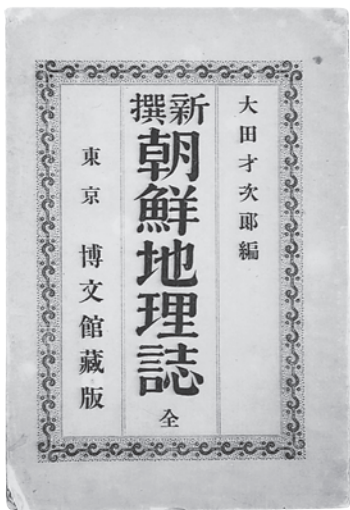 大田才次郎編
新撰
朝鮮地理誌
全
東京 博文館藏版